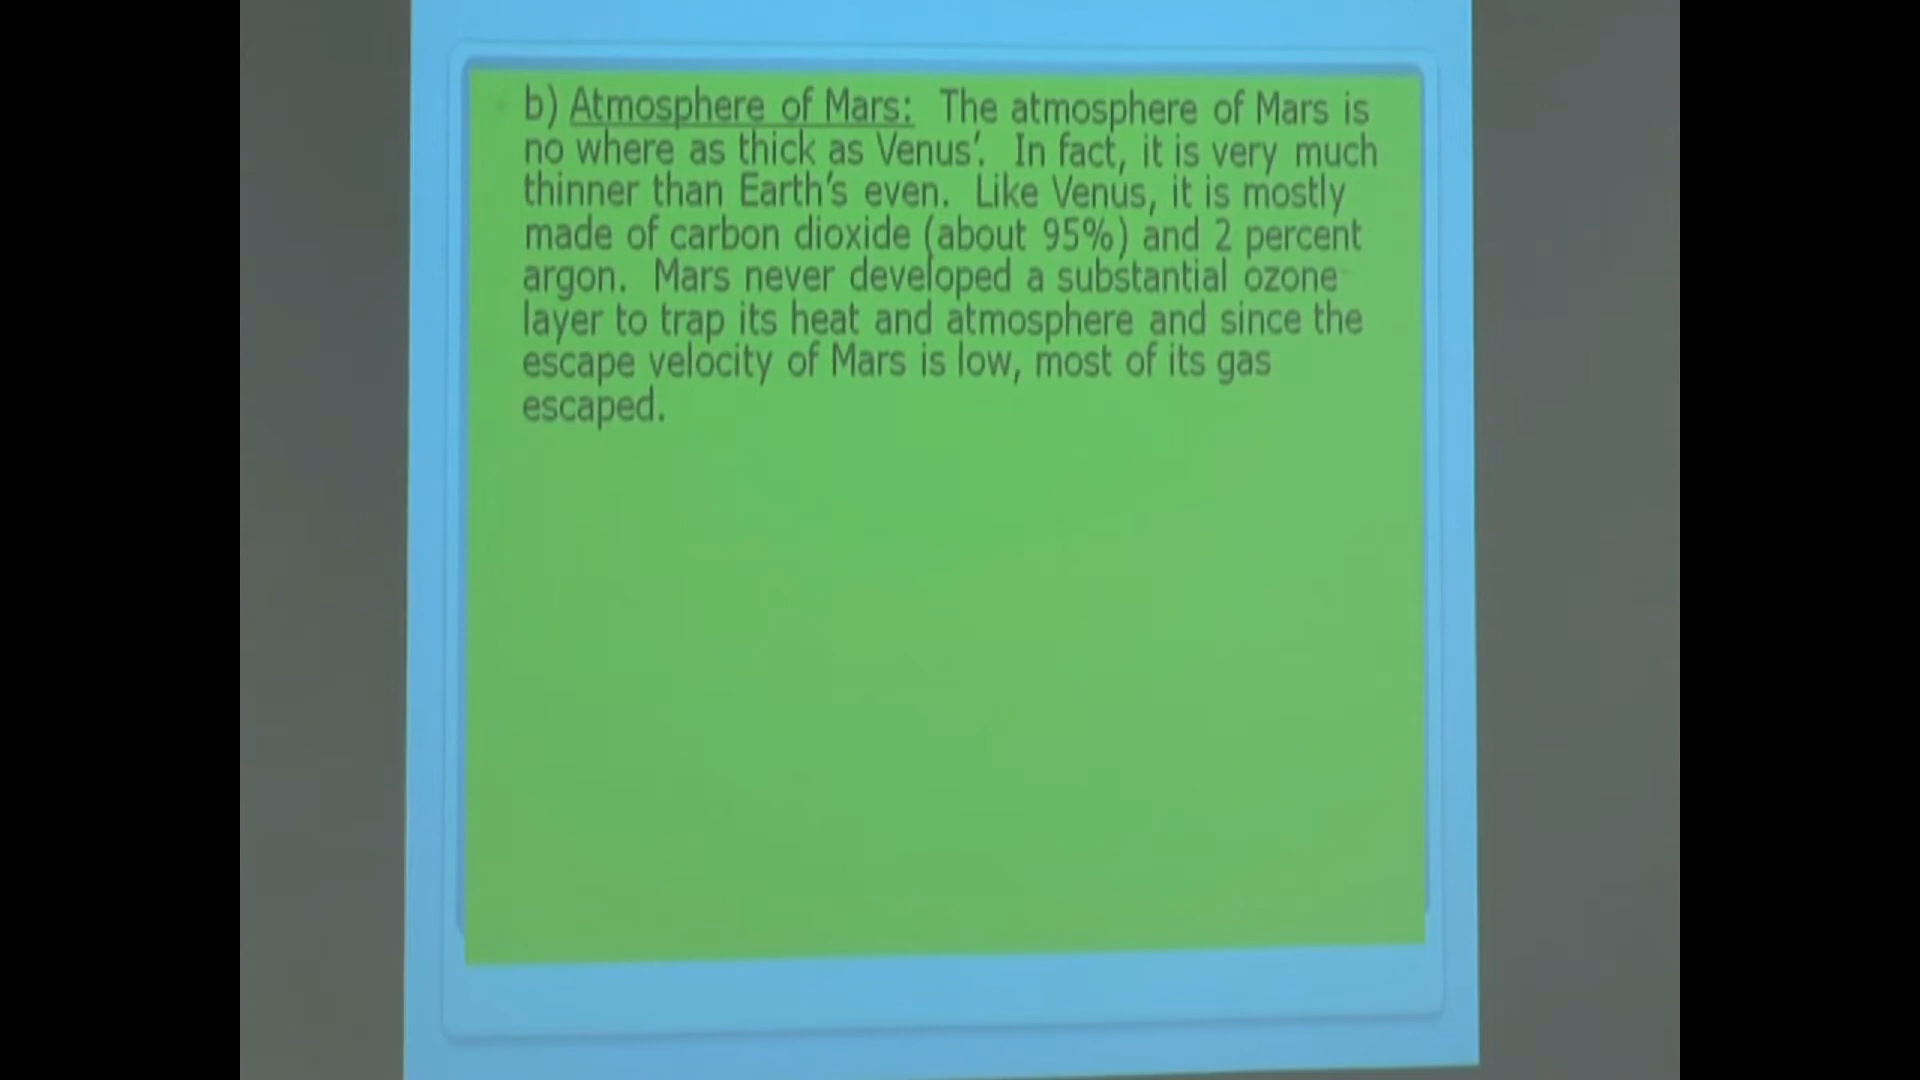 b) Atmosphere of Mars: The atmosphere of Mars is
no where as thick as Venus’. In fact, it is very much
thinner than Earth’s even. Like Venus, it is mostly
made of carbon dioxide (about 95%) and 2 percent
argon. Mars never developed a substantial ozone
layer to trap its heat and atmosphere and since the
escape velocity of Mars is low, most of its gas
escaped.